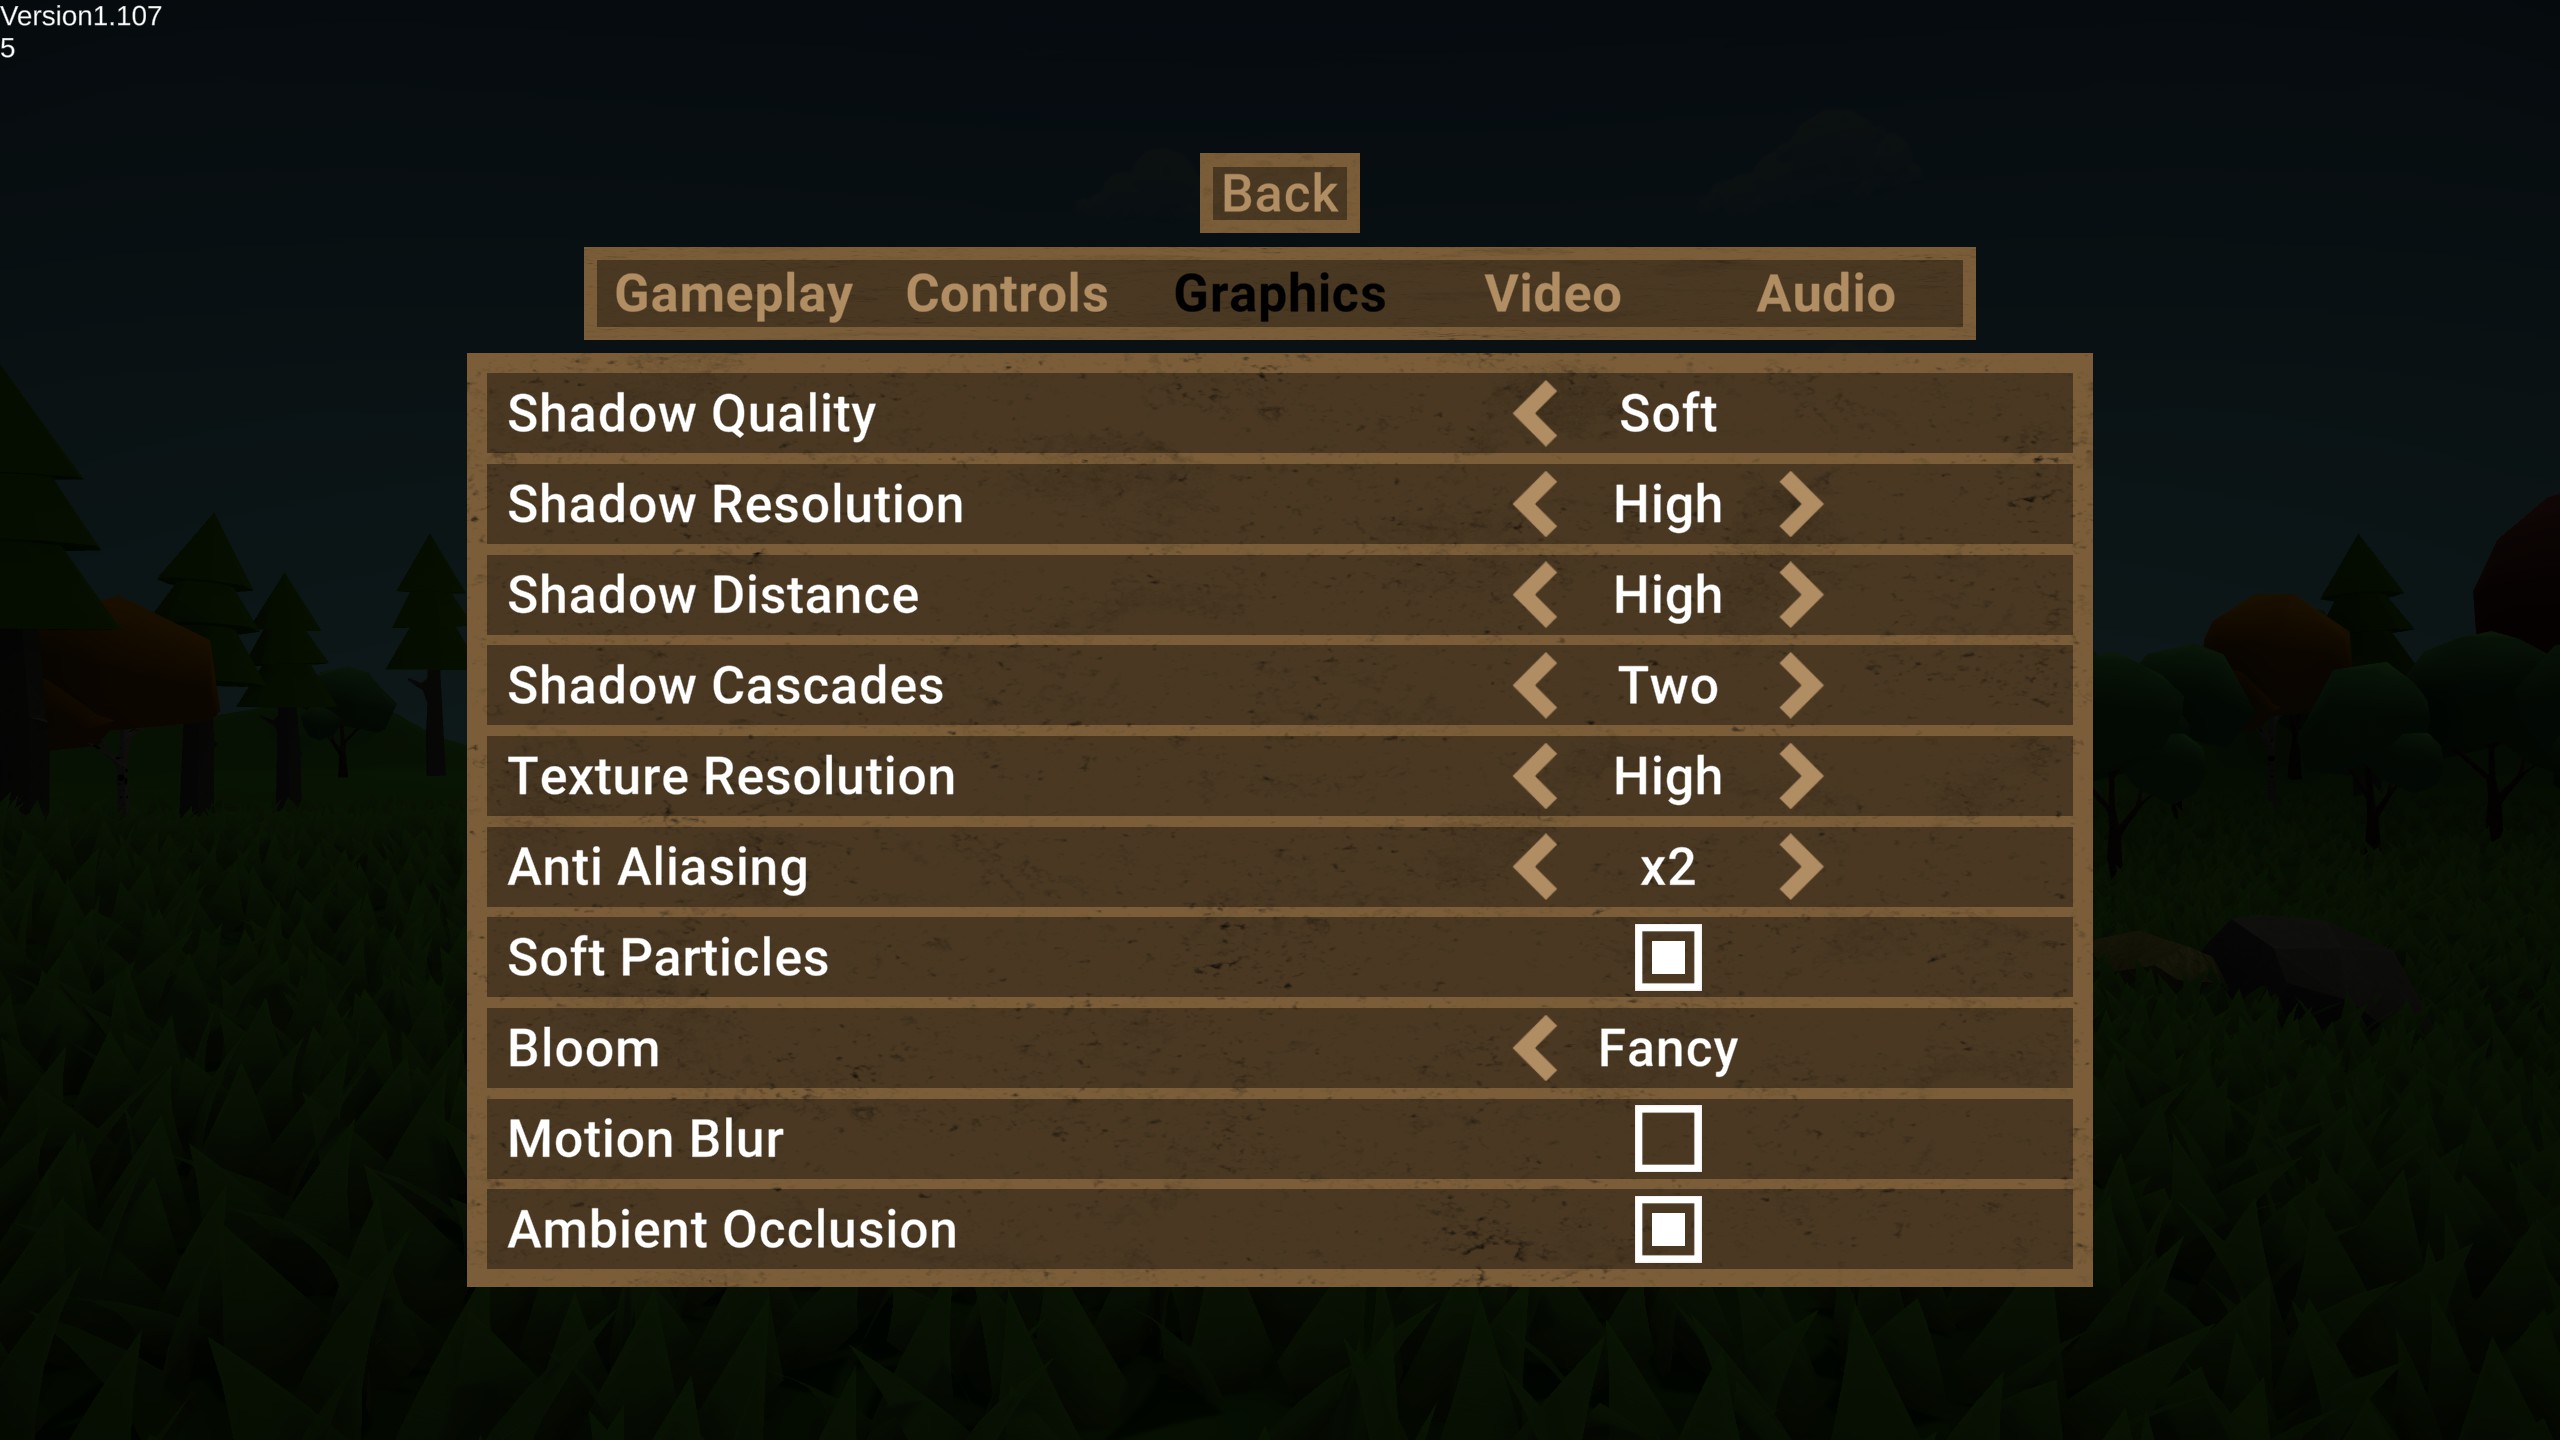 Version1.107
5
Back
Gameplay Controls Graphics Video Audio
Shadow Quality Soft
Shadow Resolution High
Shadow Distance High
Shadow Cascades Two
Texture Resolution High
Anti Aliasing x2
Soft Particles
Bloom Fancy
Motion Blur
Ambient Occlusion